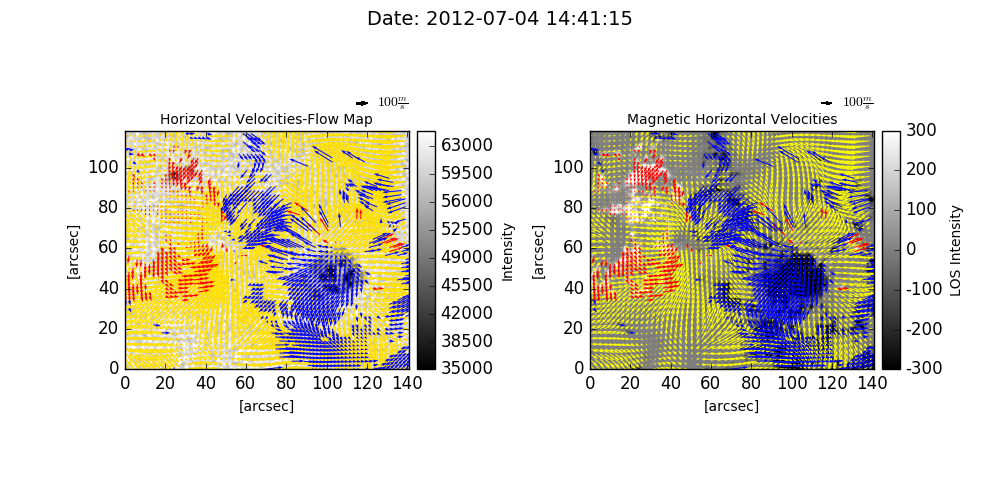 Date: 2012-07-04 14:41:15
100 m/s
100 m/s
Horizontal Velocities-Flow Map
Magnetic Horizontal Velocities
100
80
60
40
20
0
[arcsec]
0 20 40 60 80 100 120 140
[arcsec]
63000
59500
56000
52500
49000
45500
42000
38500
35000
Intensity
100
80
60
40
20
0
[arcsec]
0 20 40 60 80 100 120 140
[arcsec]
300
200
100
0
-100
-200
-300
LOS Intensity